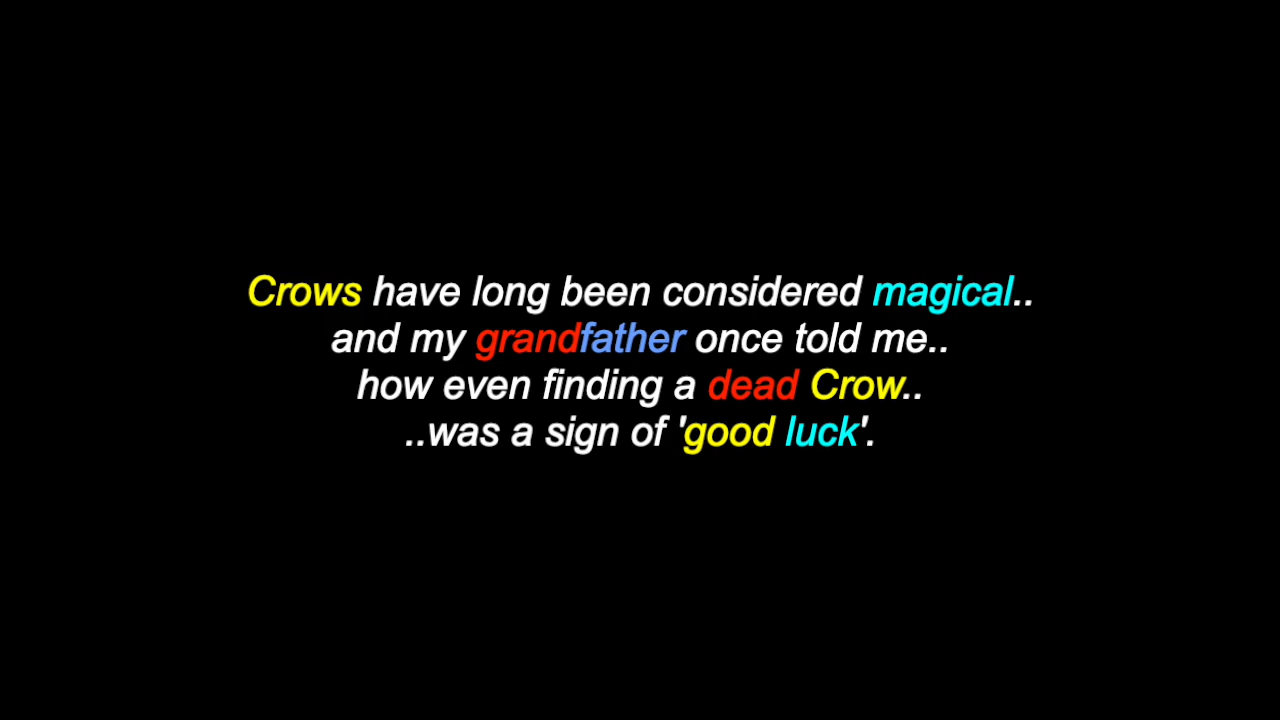 Crows have long been considered magical..
and my grandfather once told me..
how even finding a dead Crow..
..was a sign of 'good luck'.